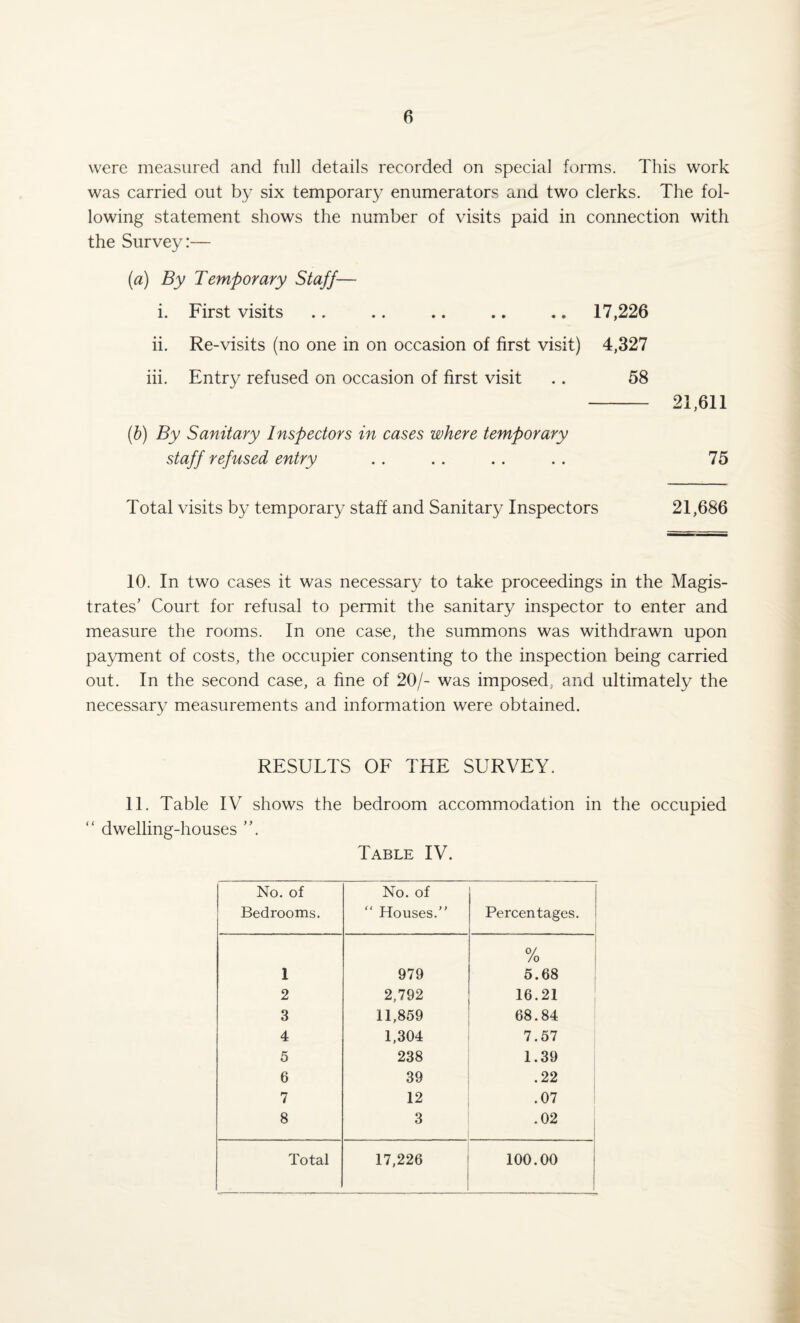 6
were measured and full details recorded on special forms. This work
was carried out by six temporary enumerators and two clerks. The fol-
lowing statement shows the number of visits paid in connection with
the Survey:—
(a) By Temporary Staff—
i. First visits .. .. .. .. .. 17,226
ii. Re-visits (no one in on occasion of first visit) 4,327
iii. Entry refused on occasion of first visit .. 58
21,611
(b) By Sanitary Inspectors in cases where temporary
staff refused entry .. .. .. .. 75
Total visits by temporary staff and Sanitary Inspectors 21,686
10. In two cases it was necessary to take proceedings in the Magis-
trates' Court for refusal to permit the sanitary inspector to enter and
measure the rooms. In one case, the summons was withdrawn upon
payment of costs, the occupier consenting to the inspection being carried
out. In the second case, a fine of 20/- was imposed, and ultimately the
necessary measurements and information were obtained.
RESULTS OF THE SURVEY.
11. Table IV shows the bedroom accommodation in the occupied
“ dwelling-houses ”.
Table IV.
No. of No. of
Bedrooms. “ Houses.” Percentages.
%
1 979 5.68
2 2,792 16.21
3 11,859 68.84
4 1,304 7.57
5 238 1.39
6 39 .22
7 12 .07
8 3 .02
Total 17,226 100.00